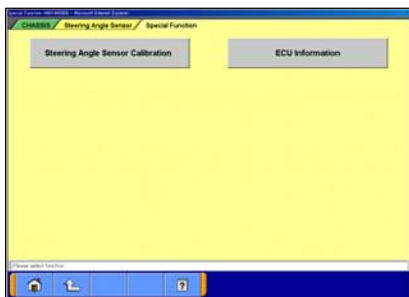 CHASSIS Steering Angle Sensor Special Function
Steering Angle Sensor Calibration ECU Information
Please select function
?